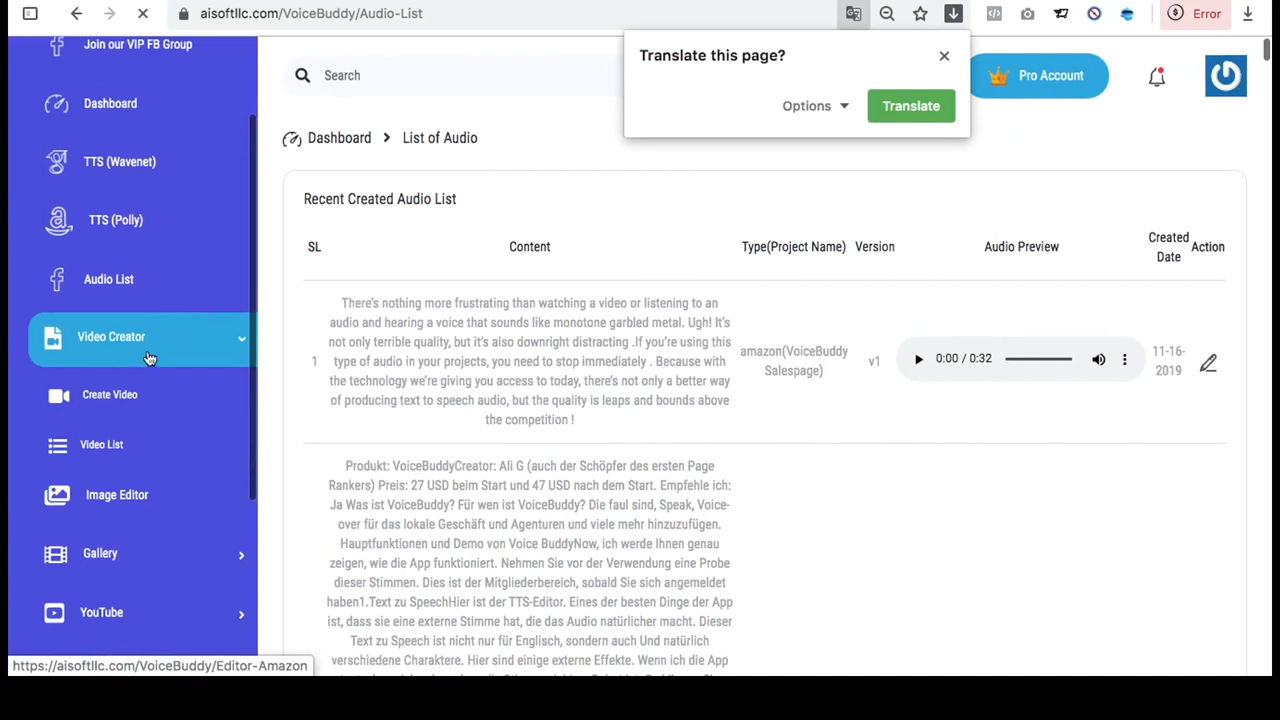 aisoftllc.com/VoiceBuddy/Audio-List
Error
Join our VIP FB Group
Dashboard
TTS (Wavenet)
TTS (Polly)
Audio List
Video Creator
Create Video
Video List
Image Editor
Gallery
YouTube
https://aisoftllc.com/VoiceBuddy/Editor-Amazon
Search
Translate this page?
Options
Translate
Pro Account
Dashboard > List of Audio
Recent Created Audio List
SL
Content
Type(Project Name)
Version
Audio Preview
Created
Date
Action
1
There's nothing more frustrating than watching a video or listening to an
audio and hearing a voice that sounds like monotone garbled metal. Ugh! It's
not only terrible quality, but it's also downright distracting .If you're using this
type of audio in your projects, you need to stop immediately . Because with
the technology we're giving you access to today, there's not only a better way
of producing text to speech audio, but the quality is leaps and bounds above
the competition !
amazon(VoiceBuddy
Salespage)
v1
0:00 / 0:32
11-16-
2019
Produkt: VoiceBuddyCreator: Ali G (auch der Schöpfer des ersten Page
Rankers) Preis: 27 USD beim Start und 47 USD nach dem Start. Empfehle ich:
Ja Was ist VoiceBuddy? Für wen ist VoiceBuddy? Die faul sind, Speak, Voice-
over für das lokale Geschäft und Agenturen und viele mehr hinzuzufügen.
Hauptfunktionen und Demo von Voice BuddyNow, ich werde Ihnen genau
zeigen, wie die App funktioniert. Nehmen Sie vor der Verwendung eine Probe
dieser Stimmen. Dies ist der Mitgliederbereich, sobald Sie sich angemeldet
haben1.Text zu SpeechHier ist der TTS-Editor. Eines der besten Dinge der App
ist, dass sie eine externe Stimme hat, die das Audio natürlicher macht. Dieser
Text zu Speech ist nicht nur für Englisch, sondern auch Und natürlich
verschiedene Charaktere. Hier sind einige externe Effekte. Wenn ich die App